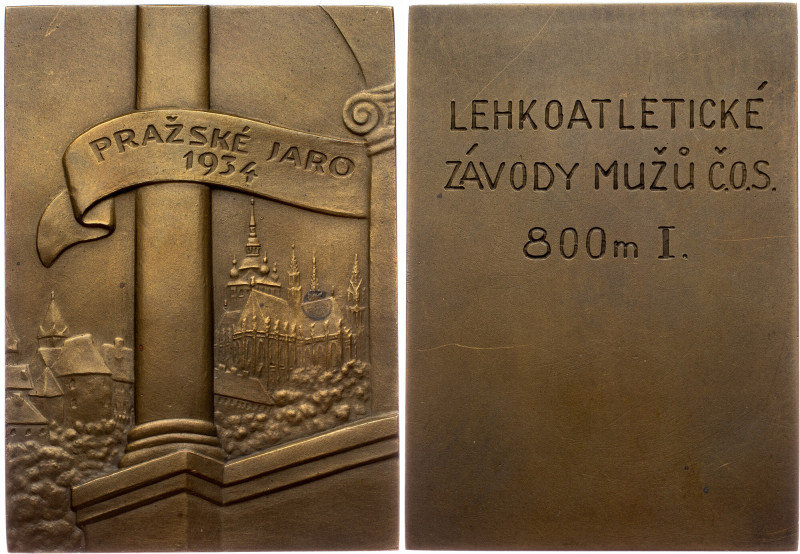 PRAŽSKÉ JARO
1934
LEHKOATLETICKÉ
ZÁVODY MUŽŮ Č.O.S.
800m I.